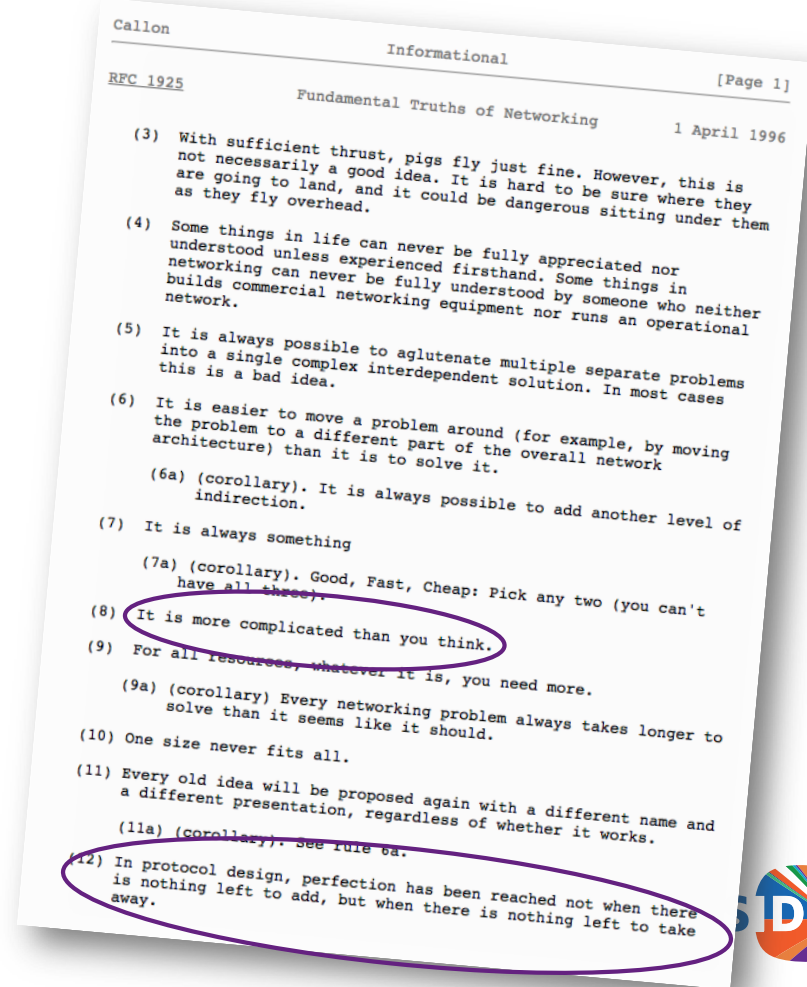 Callon
Informational
[Page 1]
RFC 1925
Fundamental Truths of Networking
1 April 1996
(3) With sufficient thrust, pigs fly just fine. However, this is
not necessarily a good idea. It is hard to be sure where they
are going to land, and it could be dangerous sitting under them
as they fly overhead.
(4) Some things in life can never be fully appreciated nor
understood unless experienced firsthand. Some things in
networking can never be fully understood by someone who neither
builds commercial networking equipment nor runs an operational
network.
(5) It is always possible to aglutenate multiple separate problems
into a single complex interdependent solution. In most cases
this is a bad idea.
(6) It is easier to move a problem around (for example, by moving
the problem to a different part of the overall network
architecture) than it is to solve it.
(6a) (corollary). It is always possible to add another level of
indirection.
(7) It is always something
(7a) (corollary). Good, Fast, Cheap: Pick any two (you can't
have all three).
(8) It is more complicated than you think.
(9) For all resources, whatever it is, you need more.
(9a) (corollary) Every networking problem always takes longer to
solve than it seems like it should.
(10) One size never fits all.
(11) Every old idea will be proposed again with a different name and
a different presentation, regardless of whether it works.
(11a) (corollary). See rule 6a.
(12) In protocol design, perfection has been reached not when there
is nothing left to add, but when there is nothing left to take
away.
S D